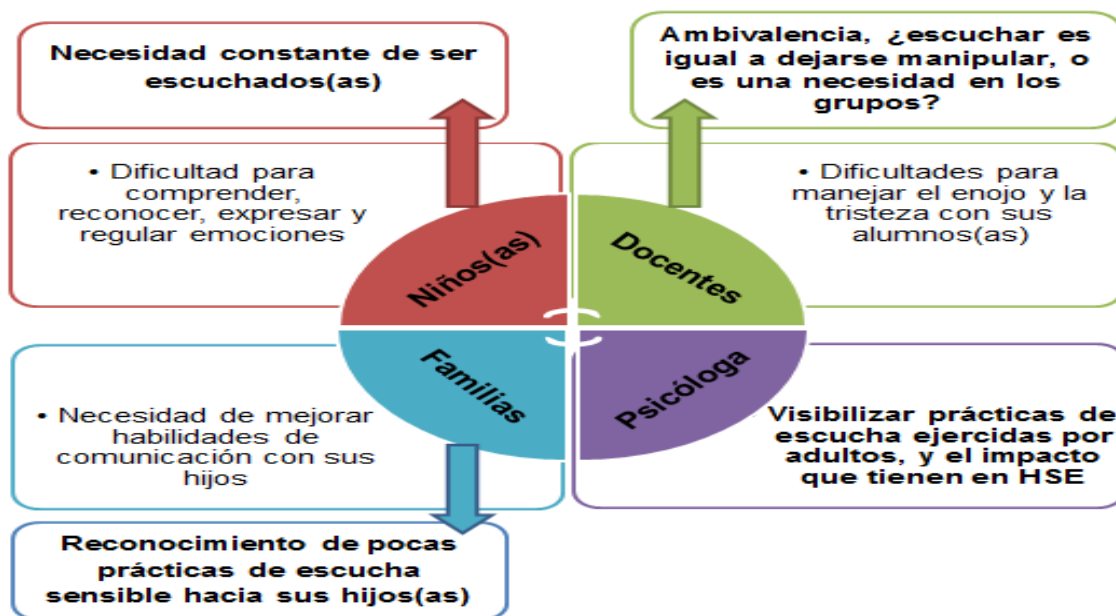 Necesidad constante de ser
escuchados(as)
Ambivalencia, ¿escuchar es
igual a dejarse manipular, o
es una necesidad en los
grupos?
• Dificultad para
comprender,
reconocer, expresar y
regular emociones
• Dificultades para
manejar el enojo y la
tristeza con sus
alumnos(as)
Niños(as)
Docentes
Familias
Psicóloga
• Necesidad de mejorar
habilidades de
comunicación con sus
hijos
Visibilizar prácticas de
escucha ejercidas por
adultos, y el impacto
que tienen en HSE
Reconocimiento de pocas
prácticas de escucha
sensible hacia sus hijos(as)